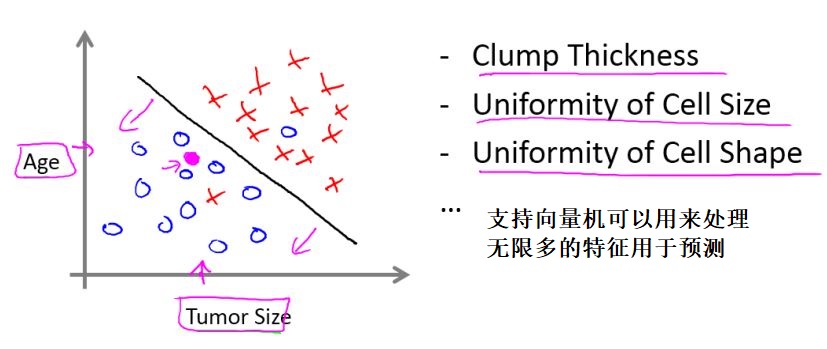 - Clump Thickness
- Uniformity of Cell Size
- Uniformity of Cell Shape
...
支持向量机可以用来处理
无限多的特征用于预测
Age
Tumor Size